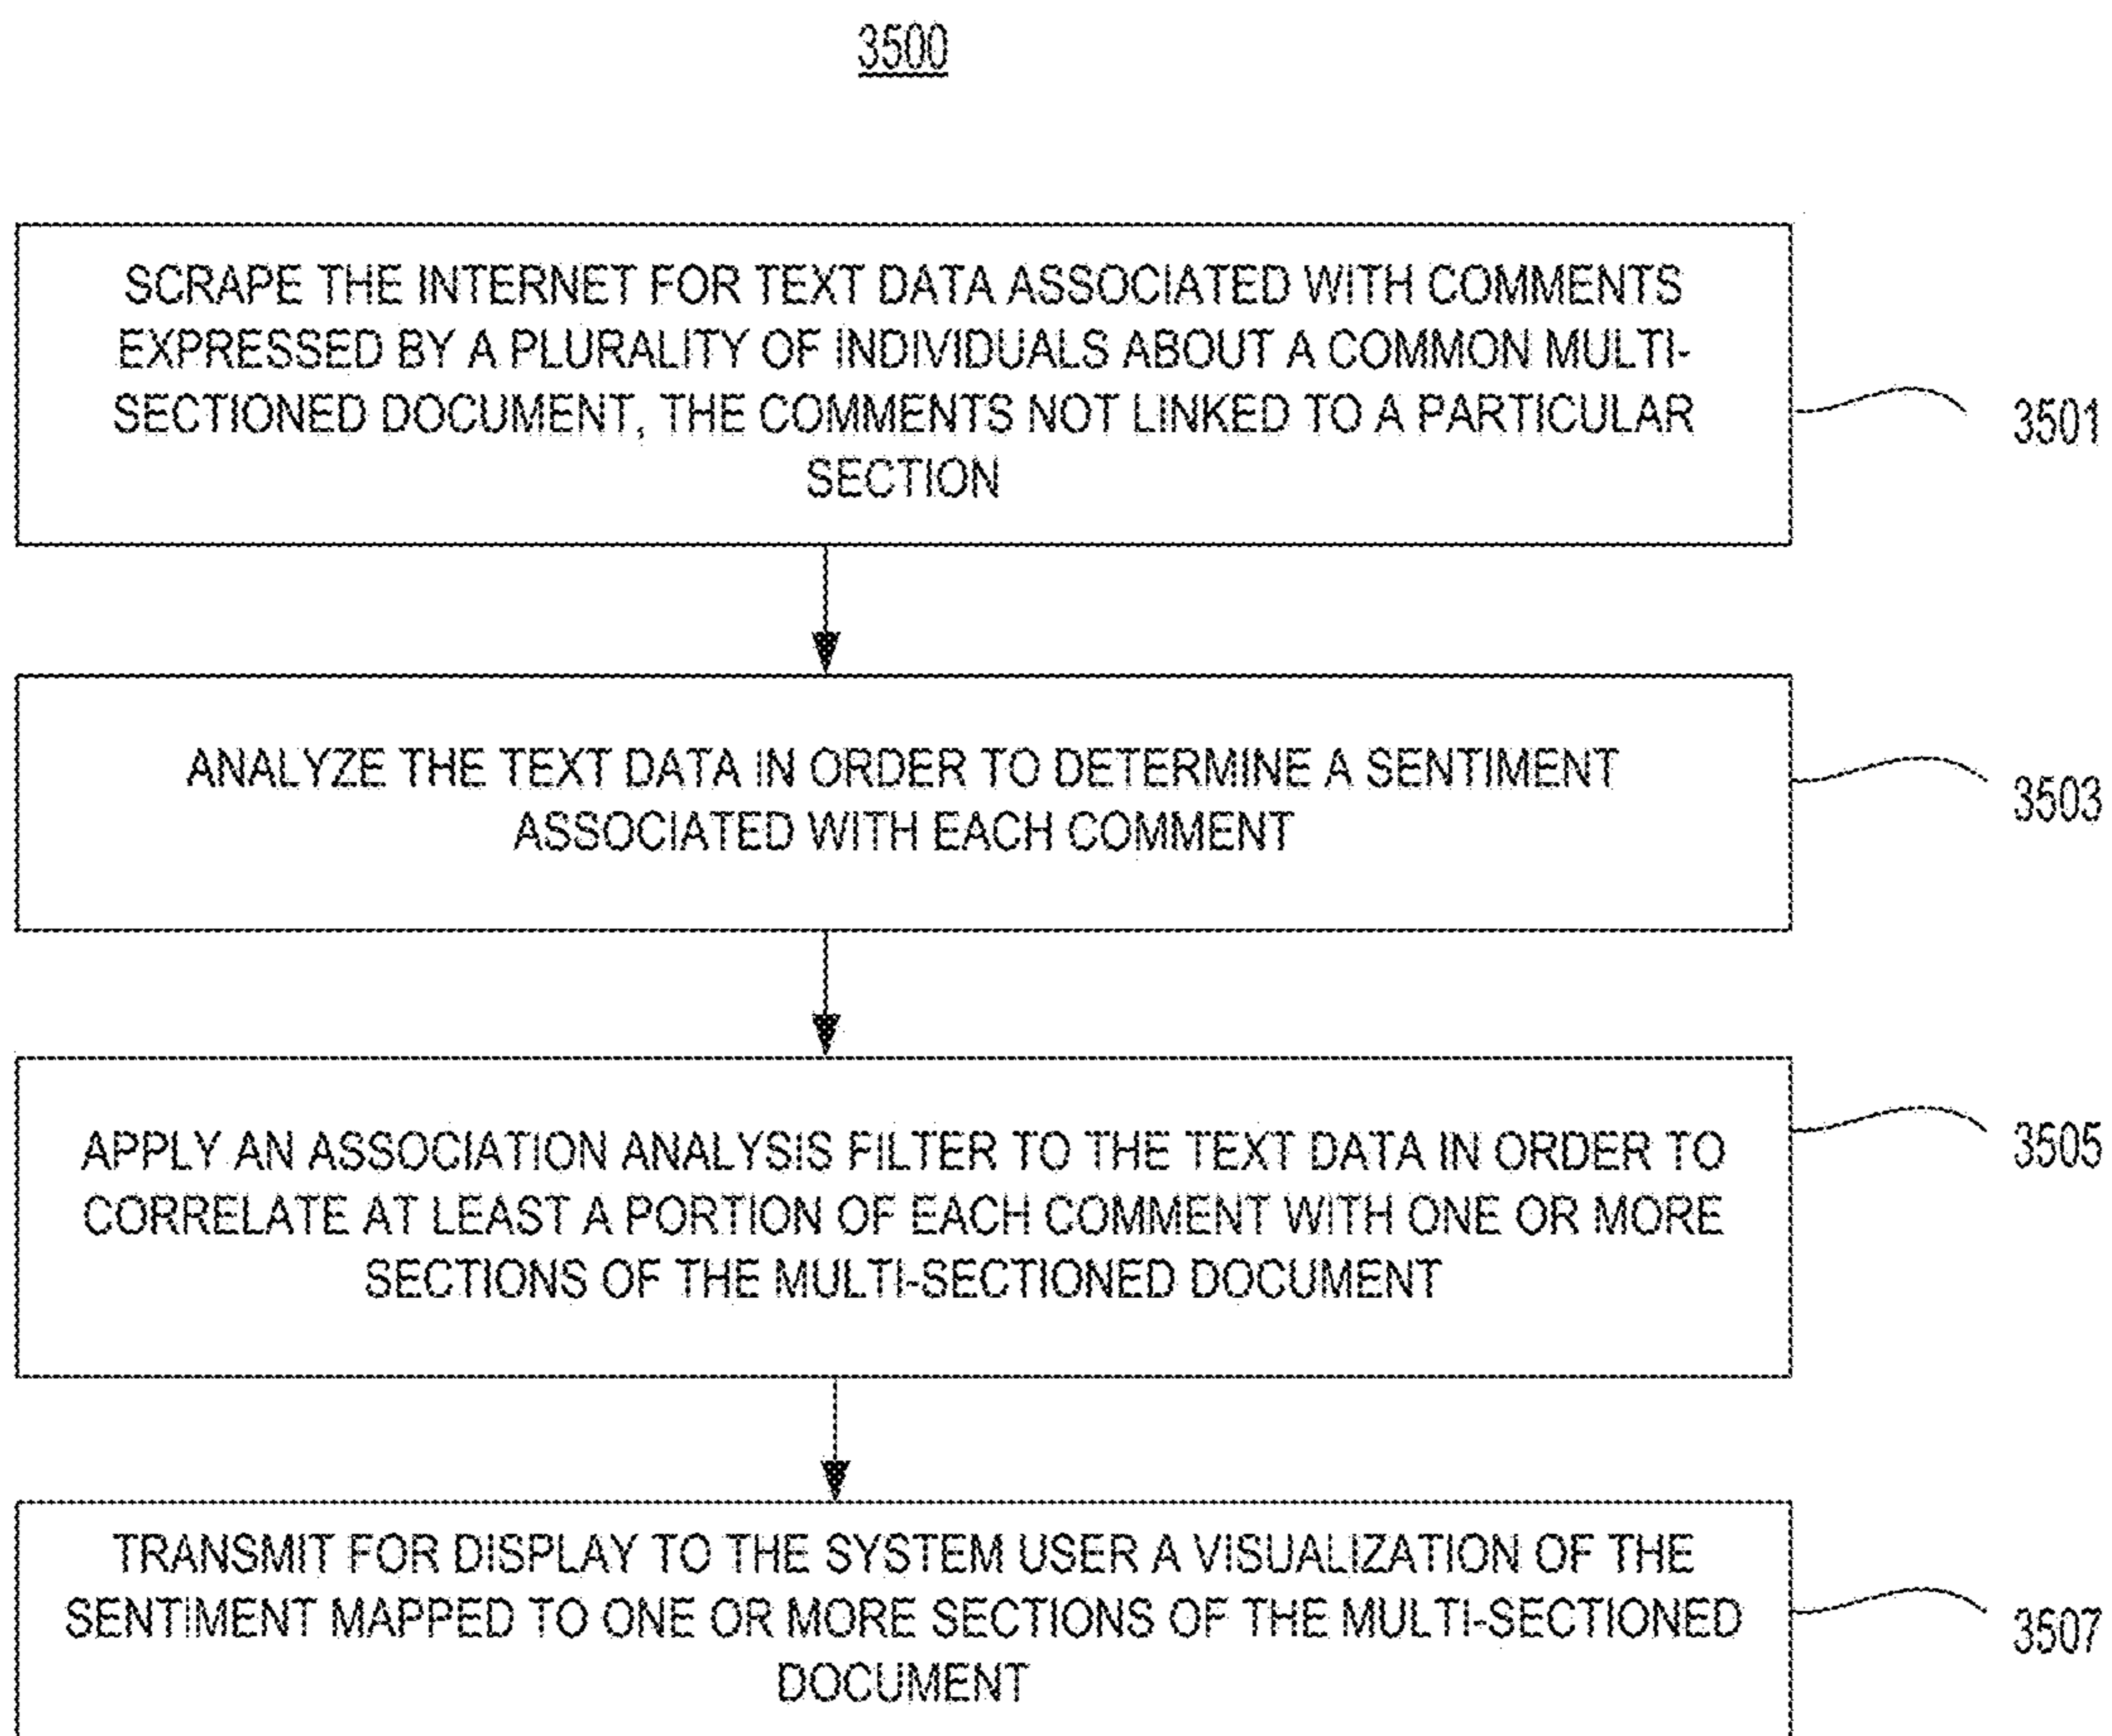 3500
SCRAPE THE INTERNET FOR TEXT DATA ASSOCIATED WITH COMMENTS
EXPRESSED BY A PLURALITY OF INDIVIDUALS ABOUT A COMMON MULTI-
SECTIONED DOCUMENT, THE COMMENTS NOT LINKED TO A PARTICULAR
SECTION
3501
ANALYZE THE TEXT DATA IN ORDER TO DETERMINE A SENTIMENT
ASSOCIATED WITH EACH COMMENT
3503
APPLY AN ASSOCIATION ANALYSIS FILTER TO THE TEXT DATA IN ORDER TO
CORRELATE AT LEAST A PORTION OF EACH COMMENT WITH ONE OR MORE
SECTIONS OF THE MULTI-SECTIONED DOCUMENT
3505
TRANSMIT FOR DISPLAY TO THE SYSTEM USER A VISUALIZATION OF THE
SENTIMENT MAPPED TO ONE OR MORE SECTIONS OF THE MULTI-SECTIONED
DOCUMENT
3507